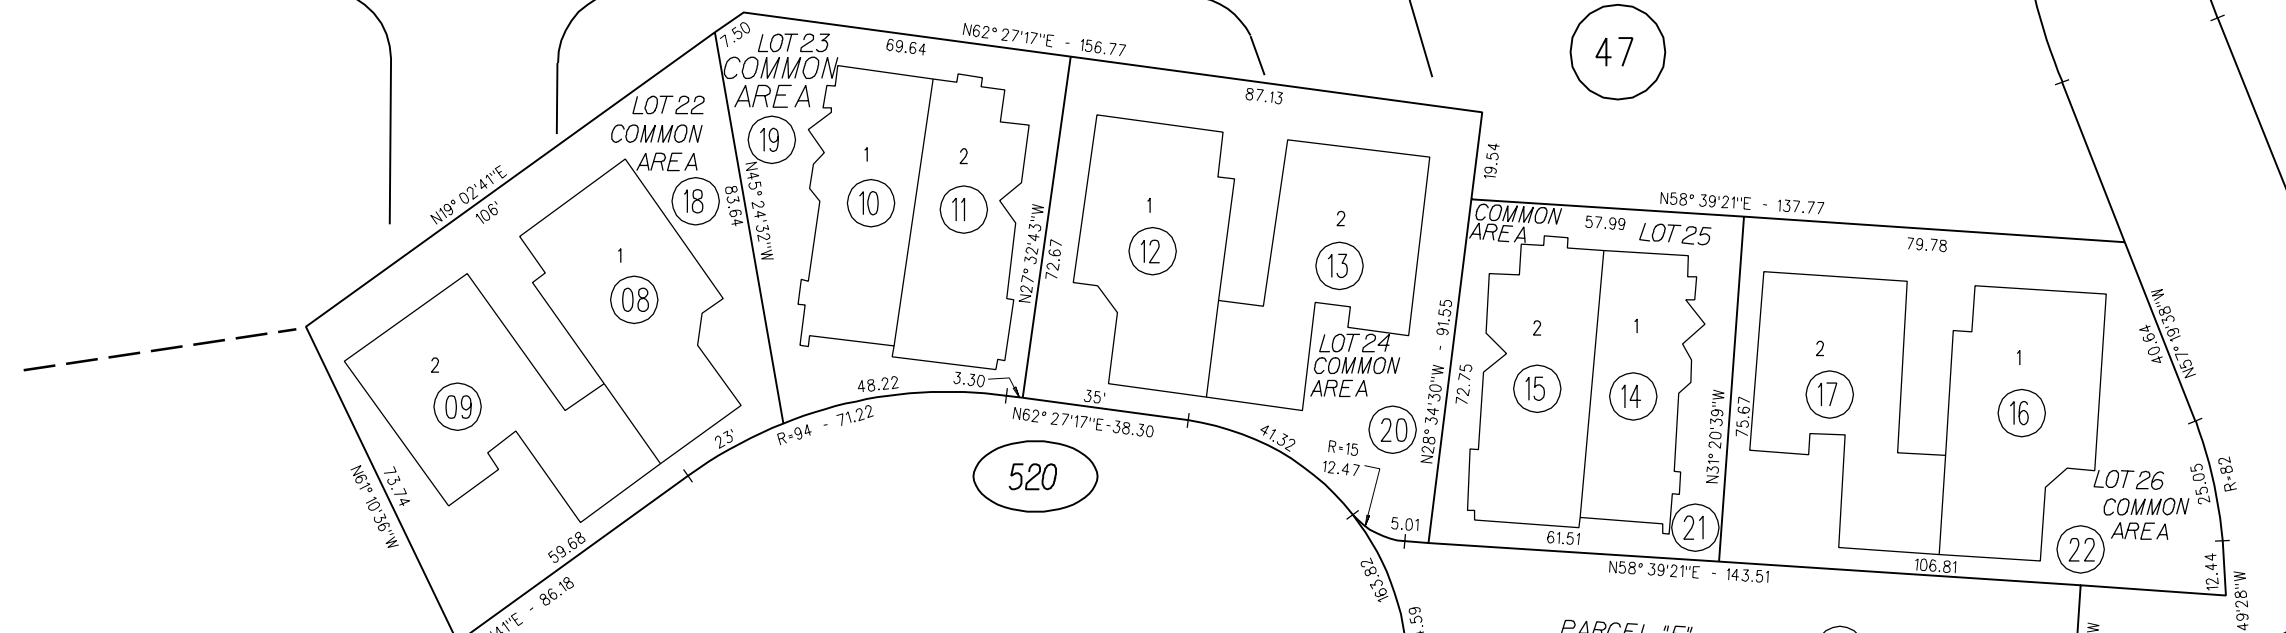 47
N62° 27'17"E - 156.77
7.50
69.64
LOT 23
COMMON
AREA
19
87.13
LOT 22
COMMON
AREA
18
N19° 02'41"E
106'
83.64
N45° 24'32"W
1
10
2
11
N27° 32'43"W
72.67
1
12
2
13
19.54
N58° 39'21"E - 137.77
COMMON
AREA
57.99
LOT 25
79.78
1
08
2
09
LOT 24
COMMON
AREA
20
N28° 34'30"W - 91.55
72.75
2
15
1
14
N31° 20'39"W
75.67
21
2
17
1
16
40.64
N57° 19'38"W
25.05
R=82
LOT 26
COMMON
AREA
22
48.22
3.30
R=94 - 71.22
23'
35'
N62° 27'17"E-38.30
41.32
R=15
12.47
5.01
520
73.74
N61° 10'36"W
59.68
41"E - 86.18
163.82
61.51
N58° 39'21"E - 143.51
106.81
12.44
49'28"W
W
PARCEL "F"